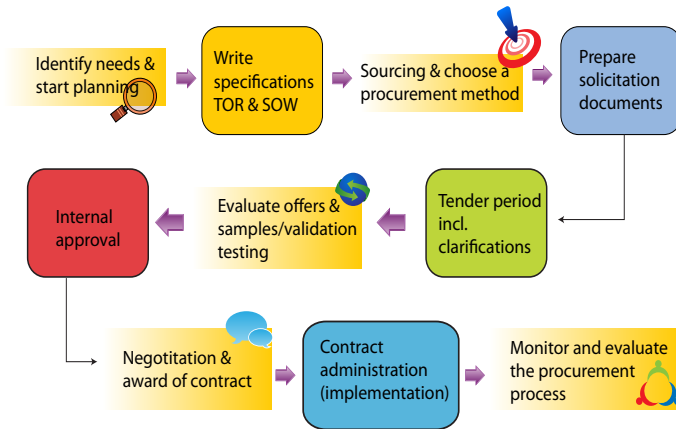 Identify needs &
start planning
Write
specifications
TOR & SOW
Sourcing & choose a
procurement method
Prepare
solicitation
documents
Internal
approval
Evaluate offers &
samples/validation
testing
Tender period
incl.
clarifications
Negotitation &
award of contract
Contract
administration
(implementation)
Monitor and evaluate
the procurement
process